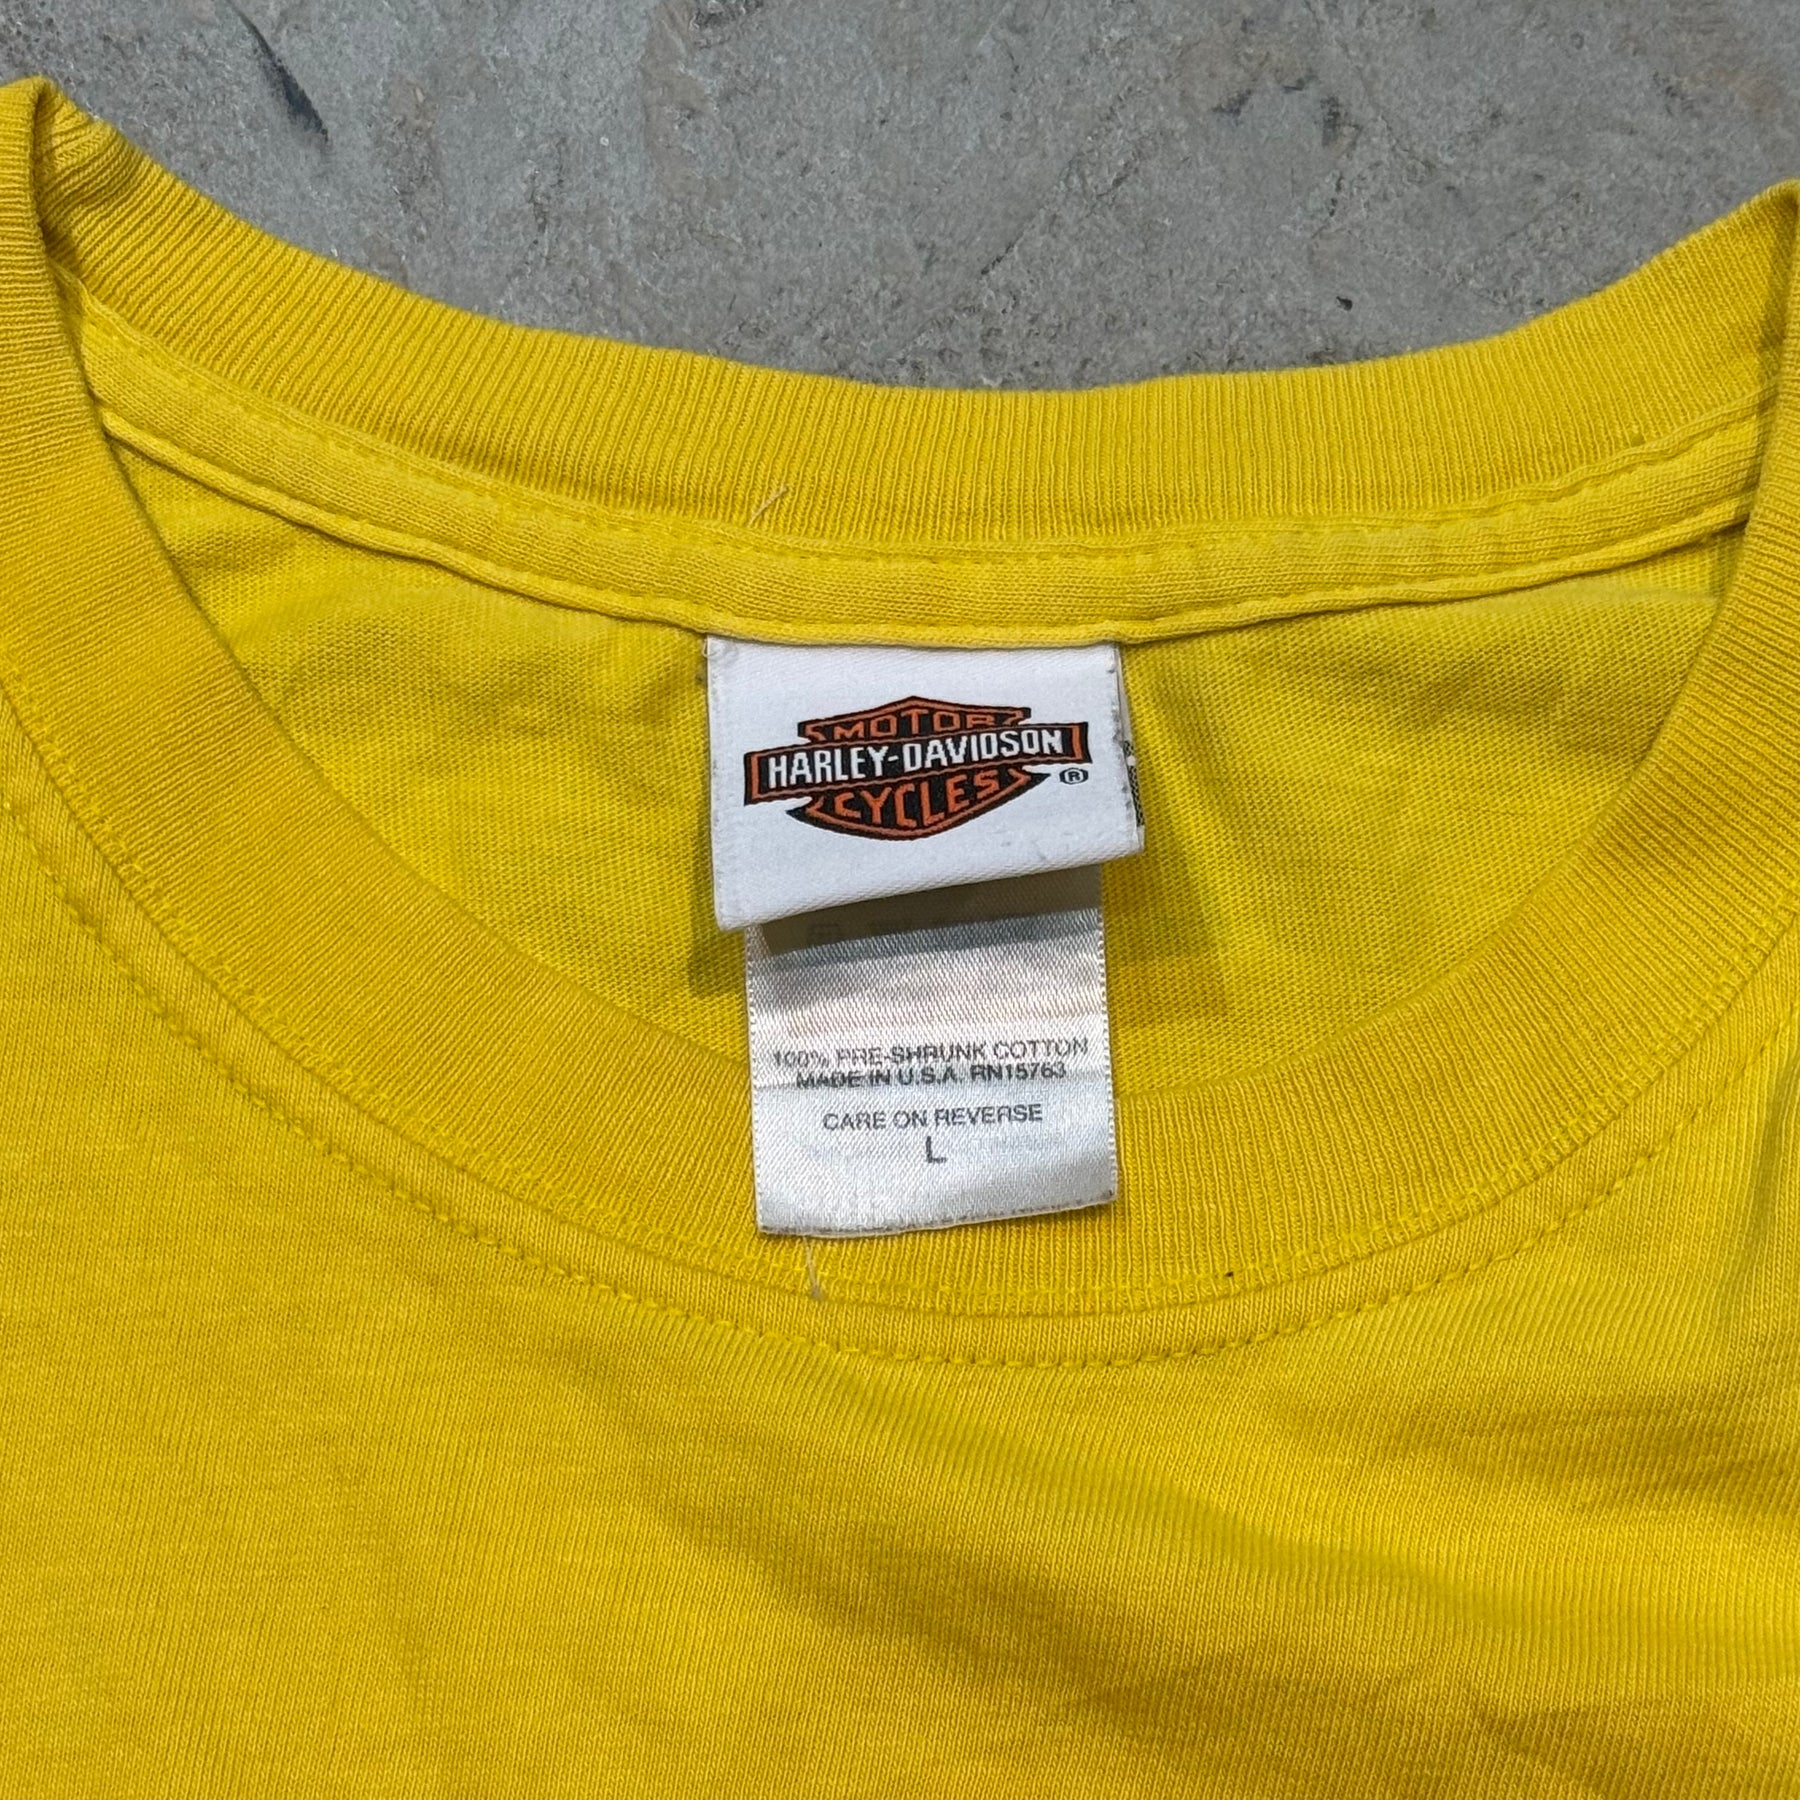 MOTOR
HARLEY-DAVIDSON
CYCLES
®
100% PRE-SHRUNK COTTON
MADE IN U.S.A. RN15763
CARE ON REVERSE
L